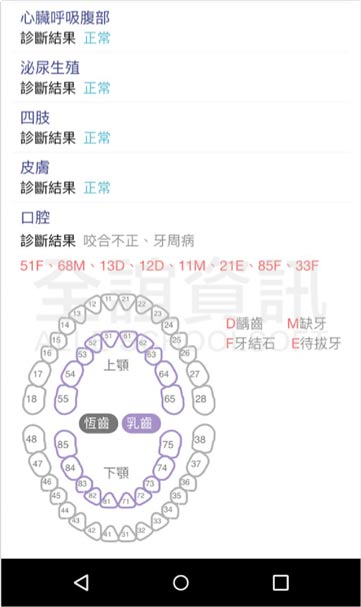 心臟呼吸腹部
診斷結果 正常
泌尿生殖
診斷結果 正常
四肢
診斷結果 正常
皮膚
診斷結果 正常
口腔
診斷結果 咬合不正、牙周病
51F、68M、13D、12D、11M、21E、85F、33F
全誼資訊
D齲齒 M缺牙
F牙結石 E待拔牙
18 17 16 15 14 13 12 11 21 22 23 24 25 26 27 28
55 54 53 52 51 61 62 63 64 65
上顎
恆齒 乳齒
下顎
85 84 83 82 81 71 72 73 74 75
48 47 46 45 44 43 42 41 31 32 33 34 35 36 37 38